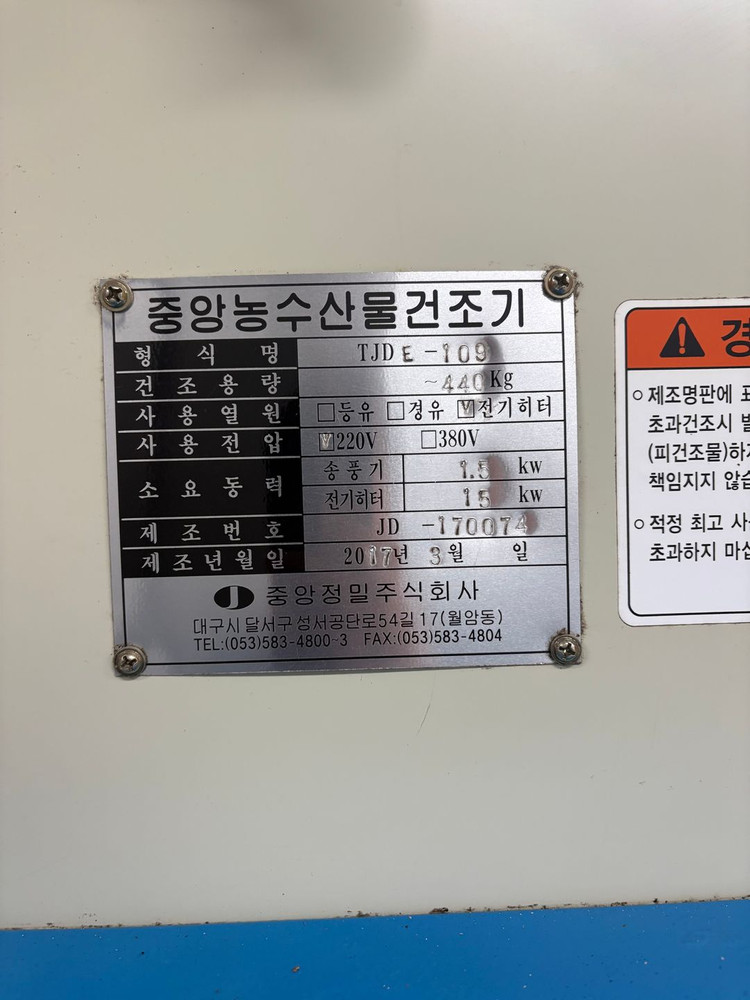 중앙농수산물건조기
형식명 TJDE-109
건조용량 ~440Kg
사용열원 □등유 □경유 ☑전기히터
사용전압 ☑220V □380V
소요동력 송풍기 1.5 kw
전기히터 15 kw
제조번호 JD -170074
제조년월일 2017년 3월 일
중앙정밀주식회사
대구시 달서구 성서공단로54길 17(월암동)
TEL:(053)583-4800~3 FAX:(053)583-4804
○ 제조명판에
초과건조시
(피건조물)하
책임지지 않
○ 적정 최고
초과하지 마